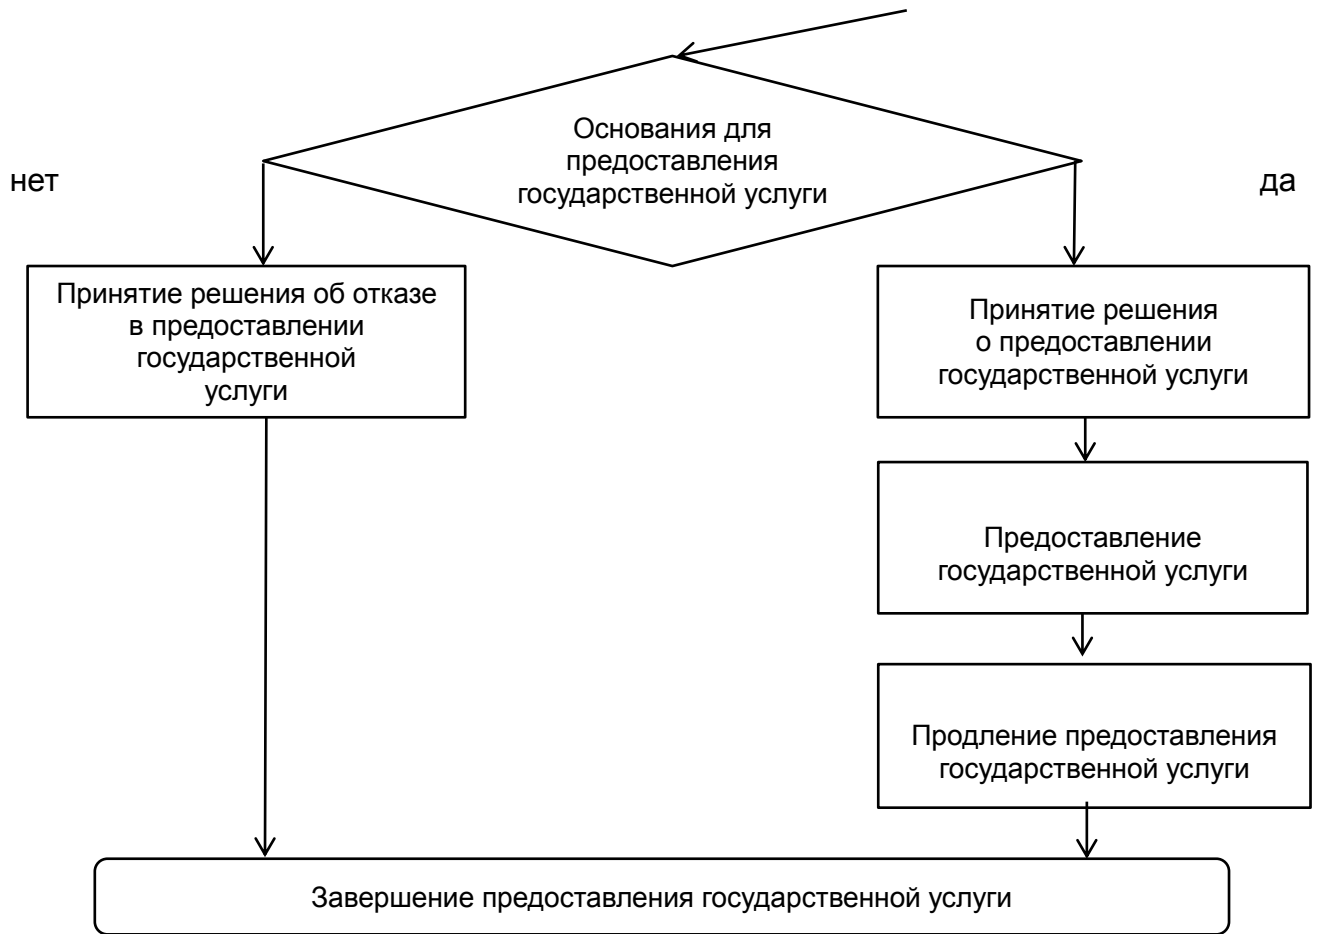 Основания для
предоставления
государственной услуги
нет
да
Принятие решения об отказе
в предоставлении
государственной
услуги
Принятие решения
о предоставлении
государственной услуги
Предоставление
государственной услуги
Продление предоставления
государственной услуги
Завершение предоставления государственной услуги